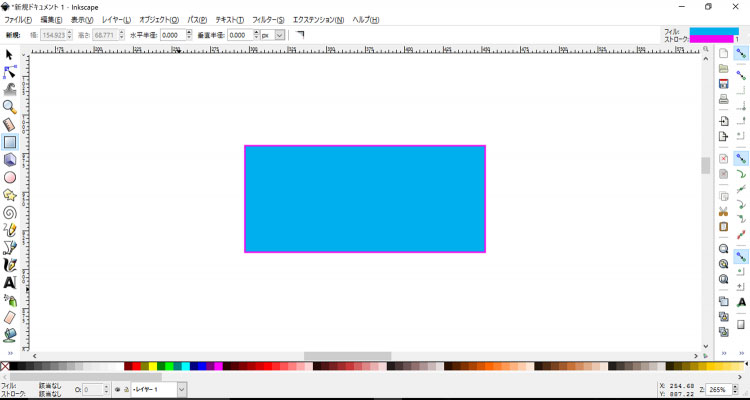 *新規ドキュメント 1 - Inkscape
ファイル(F) 編集(E) 表示(V) レイヤー(L) オブジェクト(O) パス(P) テキスト(T) フィルター(S) エクステンション(N) ヘルプ(H)
新規: 幅: 154.923 高さ: 68.771 水平半径: 0.000 垂直半径: 0.000 px
フィル:
ストローク: 1
フィル: 該当なし O: 0 レイヤー 1
ストローク: 該当なし
X: 254.68
Y: 887.22
Z: 265%